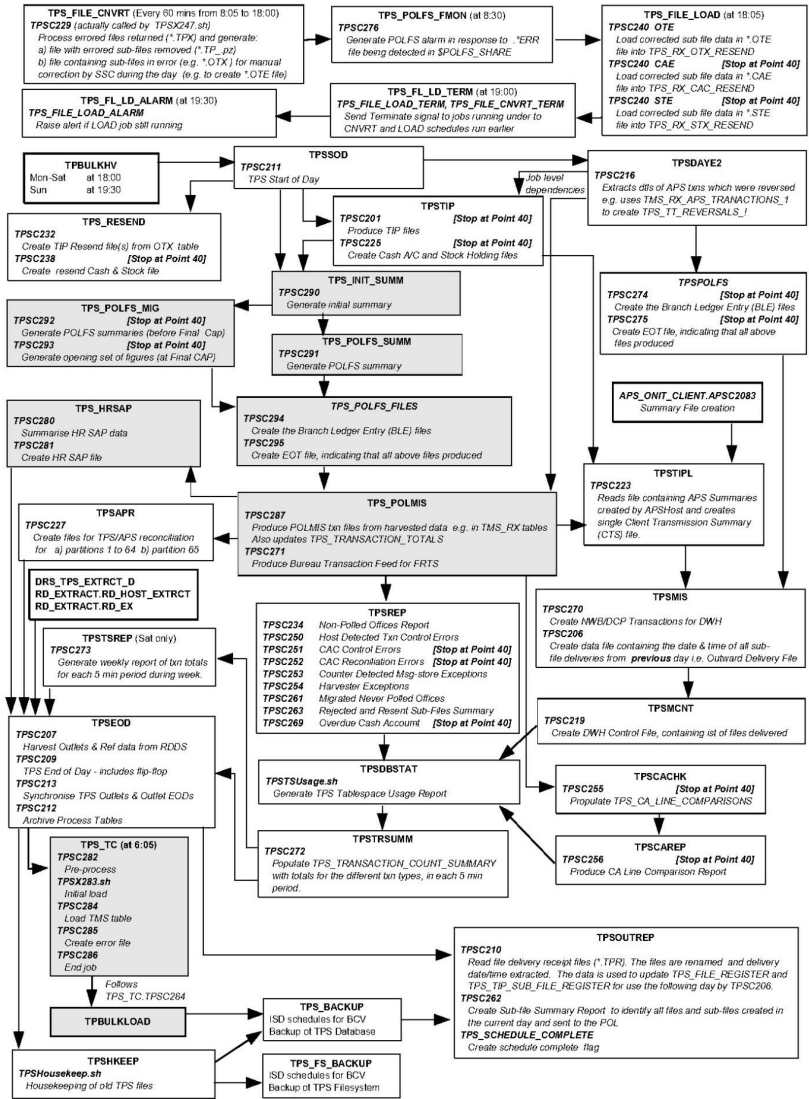 TPS_FILE_CNVRT (Every 60 mins from 8:05 to 18:00)
TPSC229 (actually called by TPSX247.sh)
Process errored files returned (*.TPX) and generate:
a) file with errored sub-files removed (*.TP_.pz)
b) file containing sub-files in error (e.g. *.OTX ) for manual
correction by SSC during the day (e.g. to create *.OTE file)
TPS_POLFS_FMON (at 8:30)
TPSC276
Generate POLFS alarm in response to .*ERR
file being detected in $POLFS_SHARE
TPS_FILE_LOAD (at 18:05)
TPSC240 OTE
Load corrected sub file data in *.OTE
file into TPS_RX_OTX_RESEND
TPSC240 CAE [Stop at Point 40]
Load corrected sub file data in *.CAE
file into TPS_RX_CAC_RESEND
TPSC240 STE [Stop at Point 40]
Load corrected sub file data in *.STE
file into TPS_RX_STX_RESEND
TPS_FL_LD_ALARM (at 19:30)
TPS_FILE_LOAD_ALARM
Raise alert if LOAD job still running
TPS_FL_LD_TERM (at 19:00)
TPS_FILE_LOAD_TERM, TPS_FILE_CNVRT_TERM
Send Terminate signal to jobs running under to
CNVRT and LOAD schedules run earlier
TPBULKHV
Mon-Sat at 18:00
Sun at 19:30
TPSSOD
TPSC211
TPS Start of Day
Job level
dependencies
TPSDAYE2
TPSC216
Extracts dtls of APS txns which were reversed
e.g. uses TMS_RX_APS_TRANACTIONS_1
to create TPS_TT_REVERSALS_!
TPS_RESEND
TPSC232
Create TIP Resend file(s) from OTX table
TPSC238 [Stop at Point 40]
Create resend Cash & Stock file
TPSTIP
TPSC201 [Stop at Point 40]
Produce TIP files
TPSC225 [Stop at Point 40]
Create Cash A/C and Stock Holding files
TPSPOLFS
TPSC274 [Stop at Point 40]
Create the Branch Ledger Entry (BLE) files
TPSC275 [Stop at Point 40]
Create EOT file, indicating that all above
files produced
TPS_INIT_SUMM
TPSC290
Generate initial summary
TPS_POLFS_MIG
TPSC292 [Stop at Point 40]
Generate POLFS summaries (before Final Cap)
TPSC293 [Stop at Point 40]
Generate opening set of figures (at Final CAP)
TPS_POLFS_SUMM
TPSC291
Generate POLFS summary
APS_ONIT_CLIENT.APSC2083
Summary File creation
TPS_HRSAP
TPSC280
Summarise HR SAP data
TPSC281
Create HR SAP file
TPS_POLFS_FILES
TPSC294
Create the Branch Ledger Entry (BLE) files
TPSC295
Create EOT file, indicating that all above files produced
TPSTIPL
TPSC223
Reads file containing APS Summaries
created by APSHost and creates
single Client Transmission Summary
(CTS) file.
TPS_POLMIS
TPSC287
Produce POLMIS txn files from harvested data e.g. in TMS_RX tables
Also updates TPS_TRANSACTION_TOTALS
TPSC271
Produce Bureau Transaction Feed for FRTS
TPSAPR
TPSC227
Create files for TPS/APS reconciliation
for a) partitions 1 to 64 b) partition 65
DRS_TPS_EXTRCT_D
RD_EXTRACT.RD_HOST_EXTRCT
RD_EXTRACT.RD_EX
TPSMIS
TPSC270
Create NWB/DCP Transactions for DWH
TPSC206
Create data file containing the date & time of all sub-
file deliveries from previous day i.e. Outward Delivery File
TPSREP
TPSC234 Non-Polled Offices Report
TPSC250 Host Detected Txn Control Errors
TPSC251 CAC Control Errors [Stop at Point 40]
TPSC252 CAC Reconiliation Errors [Stop at Point 40]
TPSC253 Counter Detected Msg-store Exceptions
TPSC254 Harvester Exceptions
TPSC261 Migrated Never Polled Offices
TPSC263 Rejected and Resent Sub-Files Summary
TPSC269 Overdue Cash Account [Stop at Point 40]
TPSTSREP (Sat only)
TPSC273
Generate weekly report of txn totals
for each 5 min period during week.
TPSMCNT
TPSC219
Create DWH Control File, containing ist of files delivered
TPSEOD
TPSC207
Harvest Outlets & Ref data from RDDS
TPSC209
TPS End of Day - includes flip-flop
TPSC213
Synchronise TPS Outlets & Outlet EODs
TPSC212
Archive Process Tables
TPSDBSTAT
TPSTSUsage.sh
Generate TPS Tablespace Usage Report
TPSCACHK
TPSC255 [Stop at Point 40]
Propulate TPS_CA_LINE_COMPARISONS
TPSTRSUMM
TPSC272
Populate TPS_TRANSACTION_COUNT_SUMMARY
with totals for the different txn types, in each 5 min
period.
TPSCAREP
TPSC256 [Stop at Point 40]
Produce CA Line Comparison Report
TPS_TC (at 6:05)
TPSC282
Pre-process
TPSX283.sh
Initial load
TPSC284
Load TMS table
TPSC285
Create error file
TPSC286
End job
Follows
TPS_TC.TPSC264
TPBULKLOAD
TPSOUTREP
TPSC210
Read file delivery receipt files (*.TPR). The files are renamed and delivery
date/time extracted. The data is used to update TPS_FILE_REGISTER and
TPS_TIP_SUB_FILE_REGISTER for use the following day by TPSC206.
TPSC262
Create Sub-file Summary Report to identify all files and sub-files created in
the current day and sent to the POL
TPS_SCHEDULE_COMPLETE
Create schedule complete flag
TPS_BACKUP
ISD schedules for BCV
Backup of TPS Database
TPSHKEEP
TPSHousekeep.sh
Housekeeping of old TPS files
TPS_FS_BACKUP
ISD schedules for BCV
Backup of TPS Filesystem